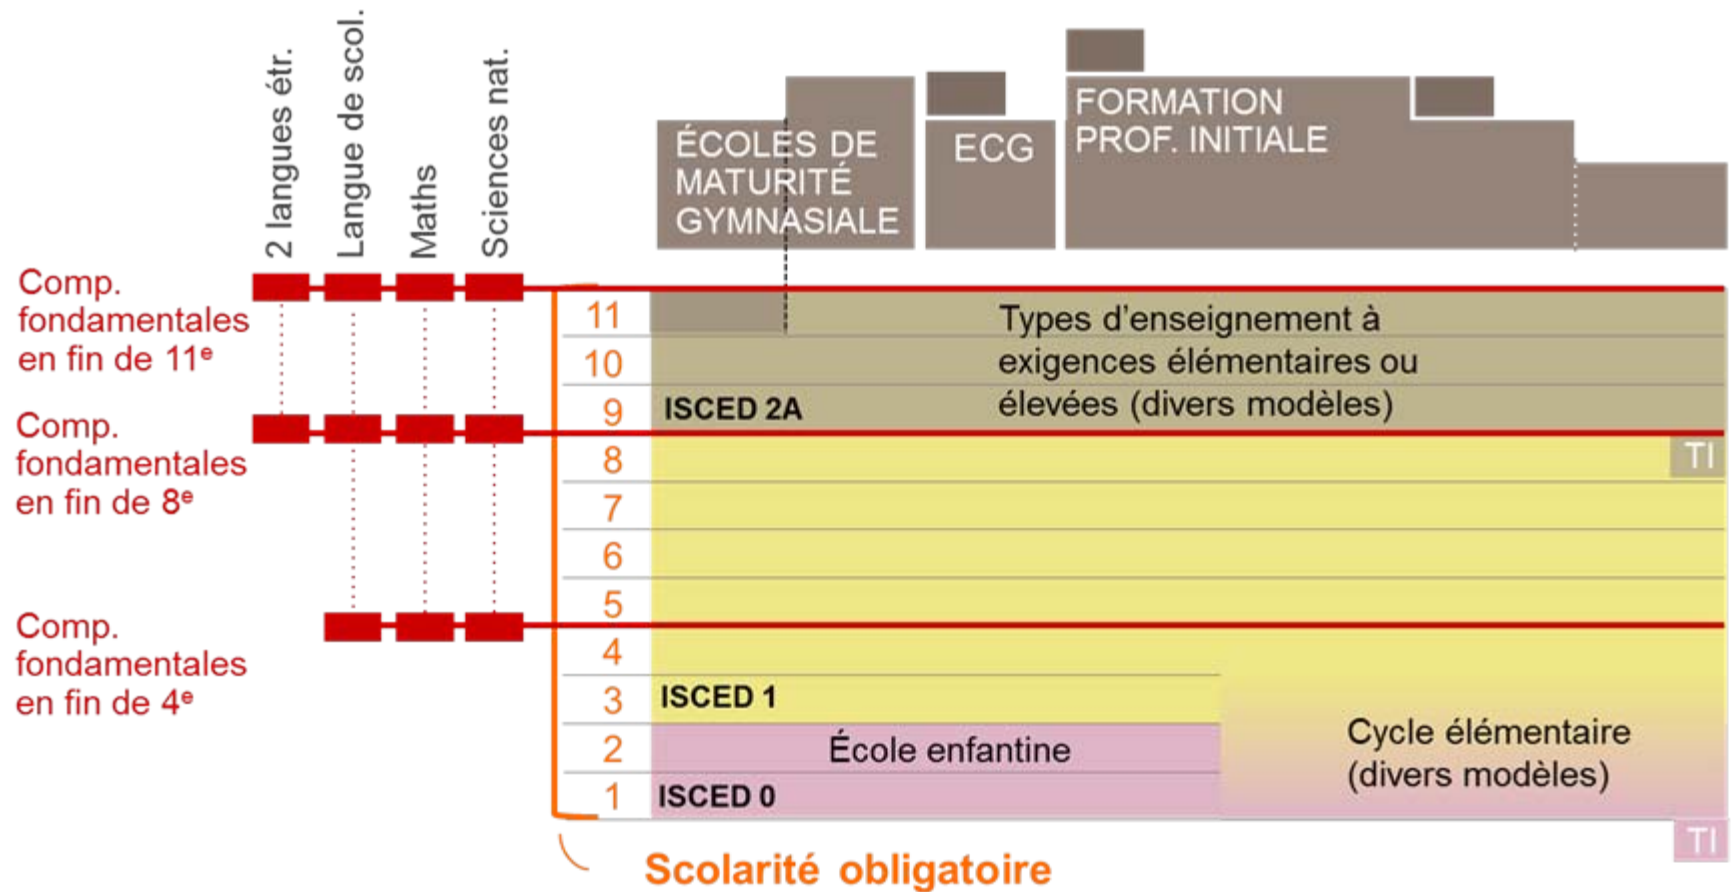 2 langues étr.
Langue de scol.
Maths
Sciences nat.
ÉCOLES DE
MATURITÉ
GYMNASIALE
ECG
FORMATION
PROF. INITIALE
Comp.
fondamentales
en fin de 11e
Comp.
fondamentales
en fin de 8e
Comp.
fondamentales
en fin de 4e
11
10
9
8
7
6
5
4
3
2
1
Types d'enseignement à
exigences élémentaires ou
élevées (divers modèles)
ISCED 2A
TI
ISCED 1
École enfantine
ISCED 0
Cycle élémentaire
(divers modèles)
TI
Scolarité obligatoire